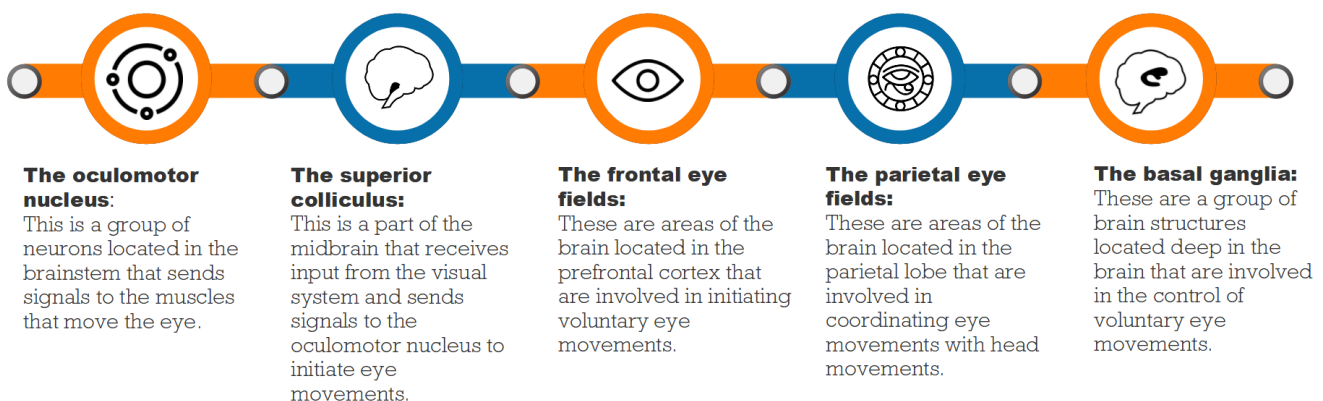 The oculomotor
nucleus:
This is a group of
neurons located in the
brainstem that sends
signals to the muscles
that move the eye.
The superior
colliculus:
This is a part of the
midbrain that receives
input from the visual
system and sends
signals to the
oculomotor nucleus to
initiate eye
movements.
The frontal eye
fields:
These are areas of the
brain located in the
prefrontal cortex that
are involved in initiating
voluntary eye
movements.
The parietal eye
fields:
These are areas of the
brain located in the
parietal lobe that are
involved in
coordinating eye
movements with head
movements.
The basal ganglia:
These are a group of
brain structures
located deep in the
brain that are involved
in the control of
voluntary eye
movements.